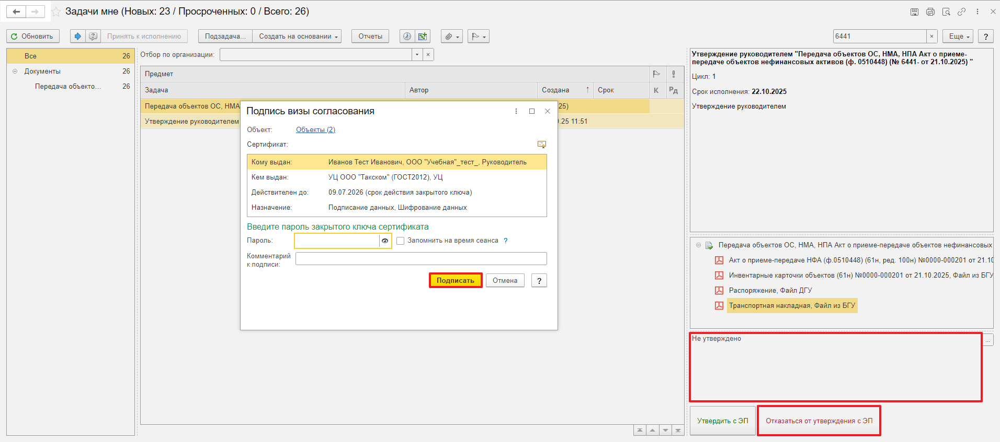 Задачи мне (Новых: 23 / Просроченных: 0 / Всего: 26)
Обновить
Принять к исполнению
Подзадача...
Создать на основании
Отчеты
6441
×
Еще
?
Все 26
Документы 26
Передача объекто... 26
Отбор по организации:
Предмет
Задача Автор Создана ↑ Срок К Рд
Передача объектов ОС, НМА
25)
Утверждение руководителем
.25 11:51
Подпись визы согласования
Объект: Объекты (2)
Сертификат:
Кому выдан: Иванов Тест Иванович, ООО "Учебная"_тест_, Руководитель
Кем выдан: УЦ ООО "Такском" (ГОСТ2012), УЦ
Действителен до: 09.07.2026 (срок действия закрытого ключа)
Назначение: Подписание данных, Шифрование данных
Введите пароль закрытого ключа сертификата
Пароль:
Запомнить на время сеанса ?
Комментарий
к подписи:
Подписать
Отмена
?
Утверждение руководителем "Передача объектов ОС, НМА, НПА Акт о приеме-
передаче объектов нефинансовых активов (ф. 0510448) (№ 6441- от 21.10.2025) "
Цикл: 1
Срок исполнения: 22.10.2025
Утверждение руководителем
Передача объектов ОС, НМА, НПА Акт о приеме-передаче объектов нефинансовых
Акт о приеме-передаче НФА (ф.0510448) (61н, ред. 100н) №0000-000201 от 21.10
Инвентарные карточки объектов (61н) №0000-000201 от 21.10.2025, Файл из БГУ
Распоряжение, Файл ДГУ
Транспортная накладная, Файл из БГУ
Не утверждено
...
Утвердить с ЭП
Отказаться от утверждения с ЭП